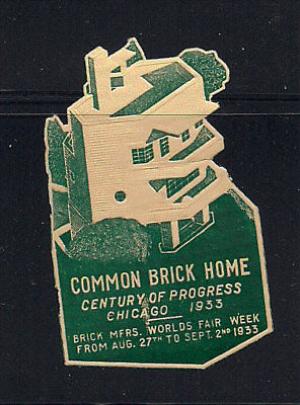 COMMON BRICK HOME
CENTURY OF PROGRESS
CHICAGO 1933
BRICK MFRS. WORLDS FAIR WEEK
FROM AUG. 27TH TO SEPT. 2ND 1933